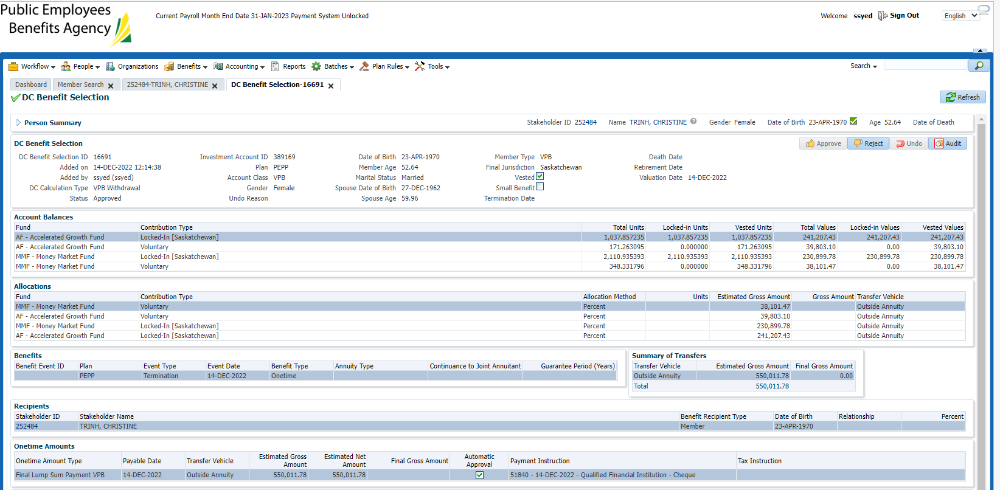 Public Employees
Benefits Agency
Current Payroll Month End Date 31-JAN-2023 Payment System Unlocked
Welcome ssyed Sign Out English
Workflow People Organizations Benefits Accounting Reports Batches Plan Rules Tools Search
Dashboard Member Search 252484-TRINH, CHRISTINE DC Benefit Selection-16691
DC Benefit Selection Refresh
Person Summary Stakeholder ID 252484 Name TRINH, CHRISTINE Gender Female Date of Birth 23-APR-1970 Age 52.64 Date of Death
DC Benefit Selection Approve Reject Undo Audit
DC Benefit Selection ID 16691 Investment Account ID 389169 Date of Birth 23-APR-1970 Member Type VPB Death Date
Added on 14-DEC-2022 12:14:38 Plan PEPP Member Age 52.64 Final Jurisdiction Saskatchewan Retirement Date
Added by ssyed (ssyed) Account Class VPB Marital Status Married Vested Valuation Date 14-DEC-2022
DC Calculation Type VPB Withdrawal Gender Female Spouse Date of Birth 27-DEC-1962 Small Benefit
Status Approved Undo Reason Spouse Age 59.96 Termination Date
Account Balances
Fund Contribution Type Total Units Locked-in Units Vested Units Total Values Locked-in Values Vested Values
AF - Accelerated Growth Fund Locked-In [Saskatchewan] 1,037.857235 1,037.857235 1,037.857235 241,207.43 241,207.43 241,207.43
AF - Accelerated Growth Fund Voluntary 171.263095 0.000000 171.263095 39,803.10 0.00 39,803.10
MMF - Money Market Fund Locked-In [Saskatchewan] 2,110.935393 2,110.935393 2,110.935393 230,899.78 230,899.78 230,899.78
MMF - Money Market Fund Voluntary 348.331796 0.000000 348.331796 38,101.47 0.00 38,101.47
Allocations
Fund Contribution Type Allocation Method Units Estimated Gross Amount Gross Amount Transfer Vehicle
MMF - Money Market Fund Voluntary Percent 38,101.47 Outside Annuity
AF - Accelerated Growth Fund Voluntary Percent 39,803.10 Outside Annuity
MMF - Money Market Fund Locked-In [Saskatchewan] Percent 230,899.78 Outside Annuity
AF - Accelerated Growth Fund Locked-In [Saskatchewan] Percent 241,207.43 Outside Annuity
Benefits
Benefit Event ID Plan Event Type Event Date Benefit Type Annuity Type Continuance to Joint Annuitant Guarantee Period (Years)
PEPP Termination 14-DEC-2022 Onetime
Summary of Transfers
Transfer Vehicle Estimated Gross Amount Final Gross Amount
Outside Annuity 550,011.78 0.00
Total 550,011.78
Recipients
Stakeholder ID Stakeholder Name Benefit Recipient Type Date of Birth Relationship Percent
252484 TRINH, CHRISTINE Member 23-APR-1970
Onetime Amounts
Onetime Amount Type Payable Date Transfer Vehicle Estimated Gross Amount Estimated Net Amount Final Gross Amount Automatic Approval Payment Instruction Tax Instruction
Final Lump Sum Payment VPB 14-DEC-2022 Outside Annuity 550,011.78 550,011.78 51840 - 14-DEC-2022 - Qualified Financial Institution - Cheque